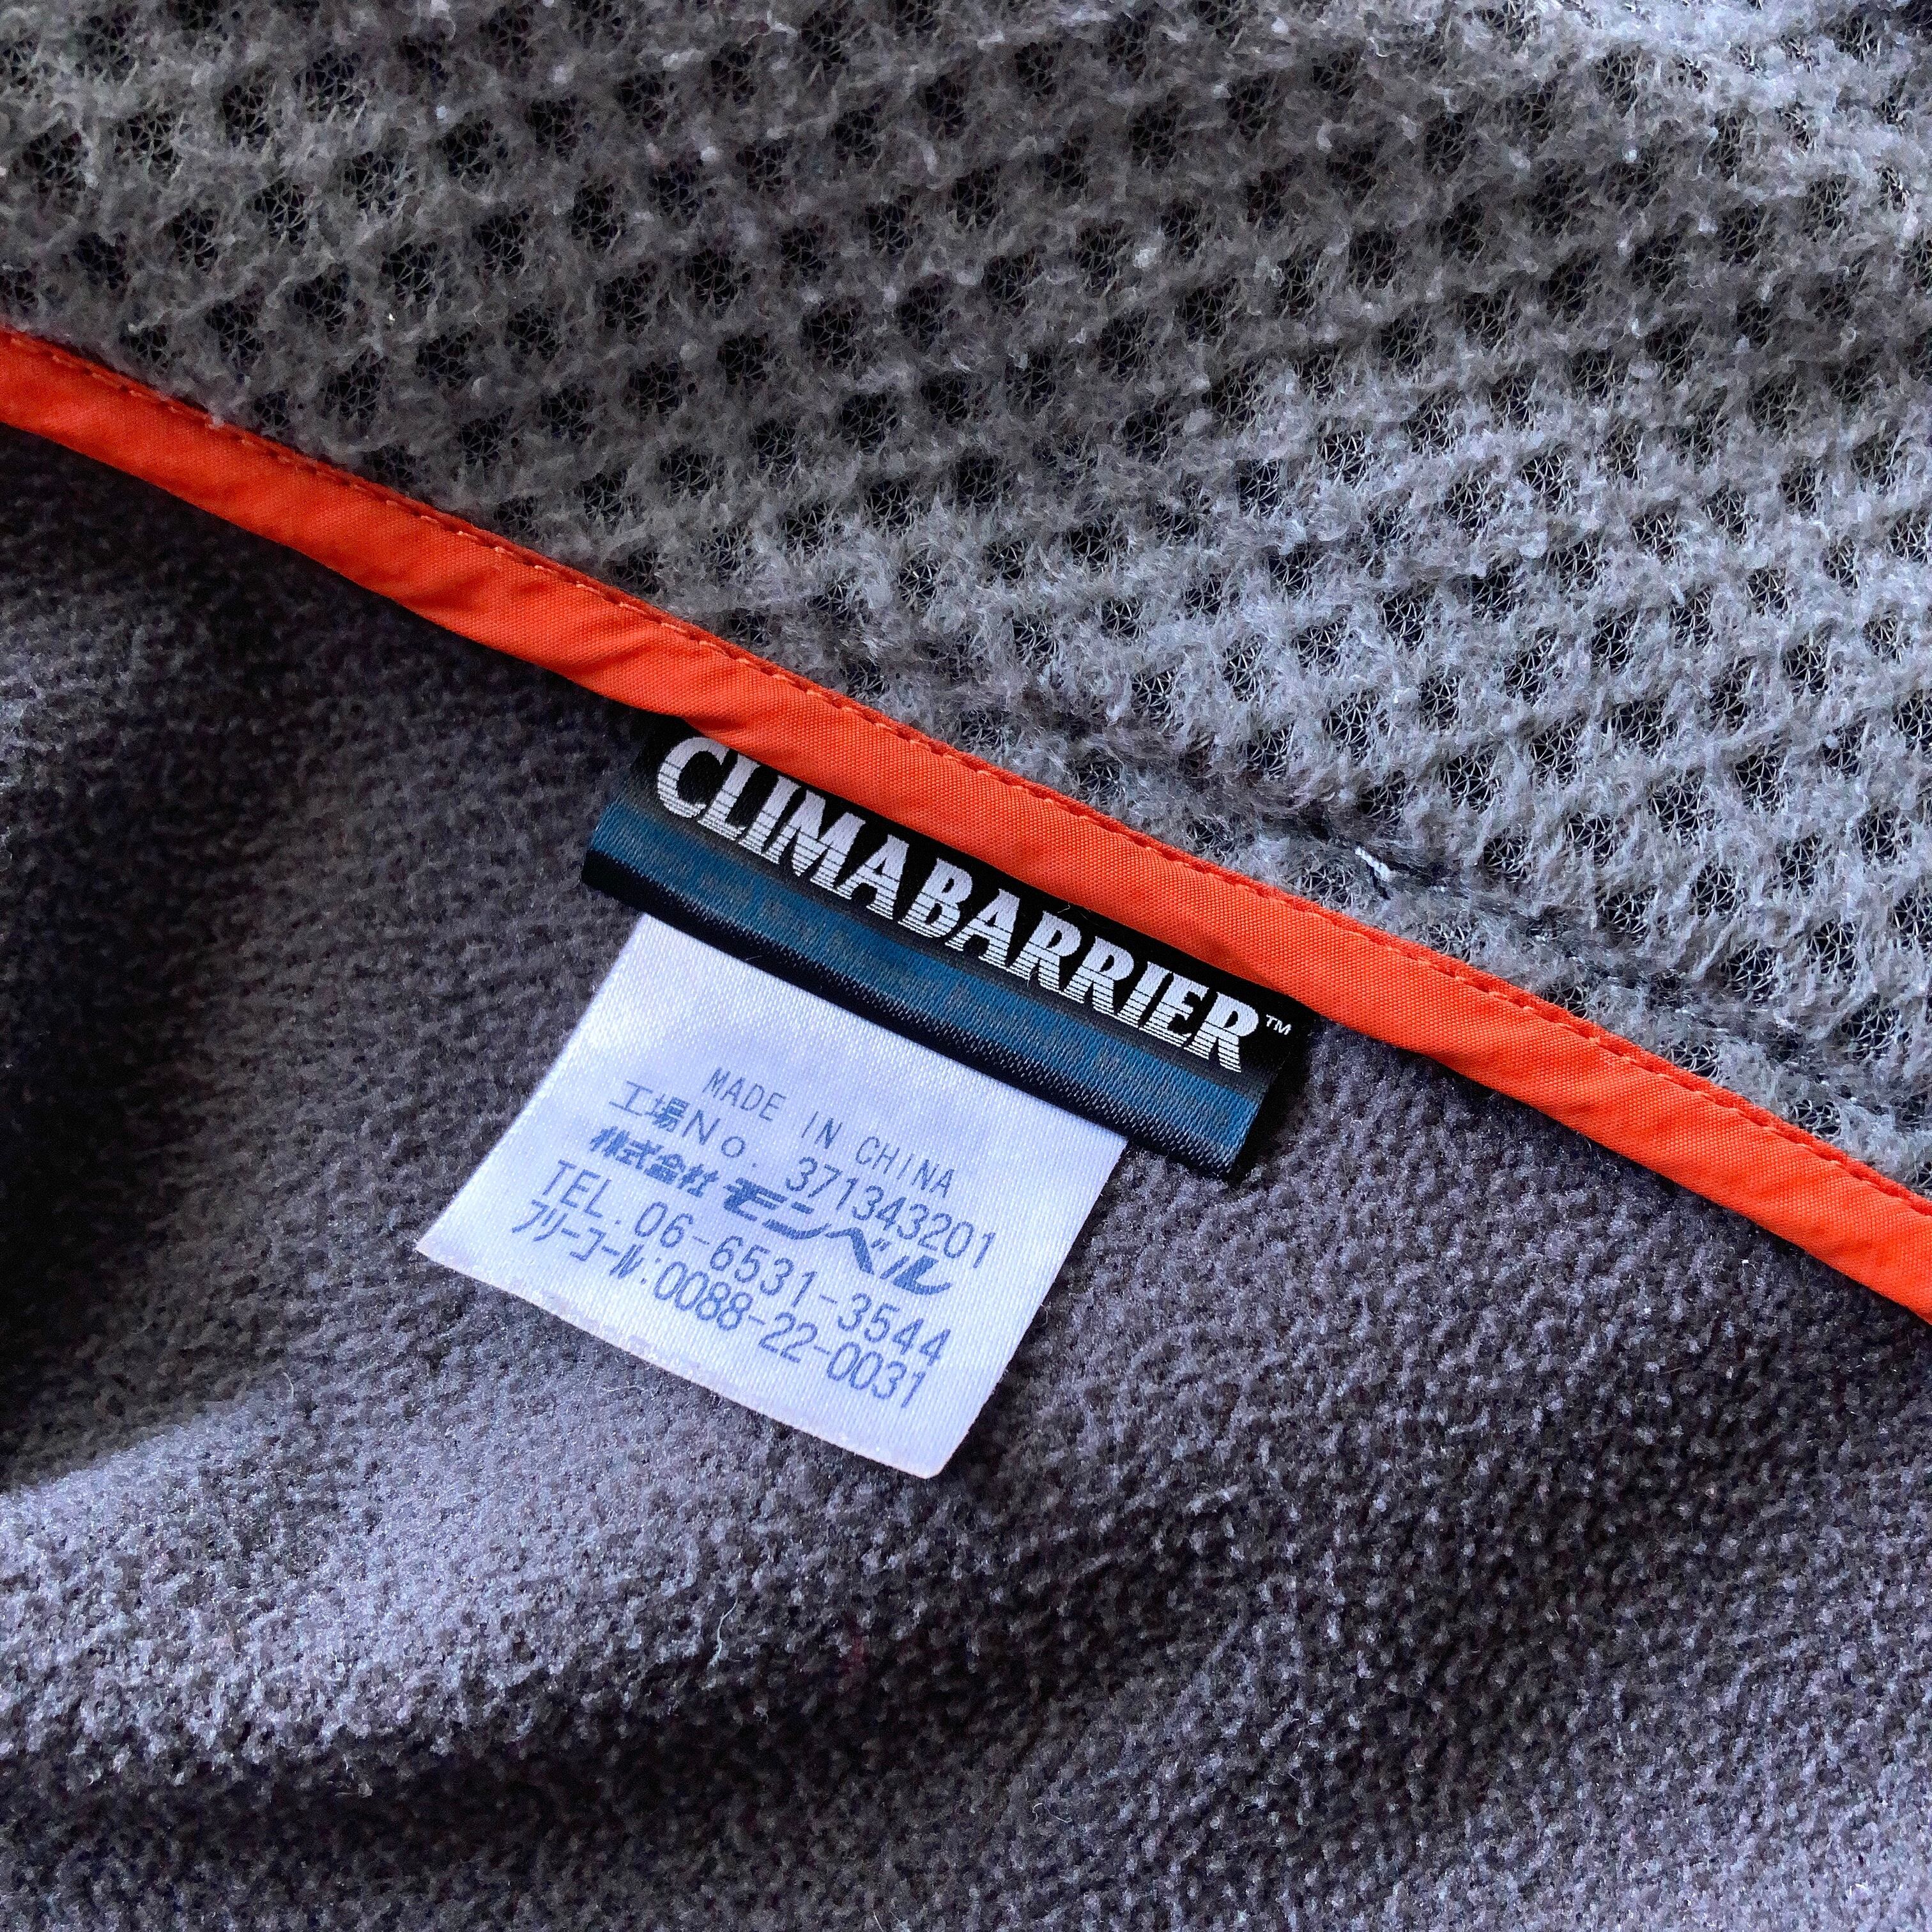 CLIMABARRIER™
MADE IN CHINA
工場No. 371343201
株式会社 モンベル
TEL. 06-6531-3544
フリーコール:0088-22-0031